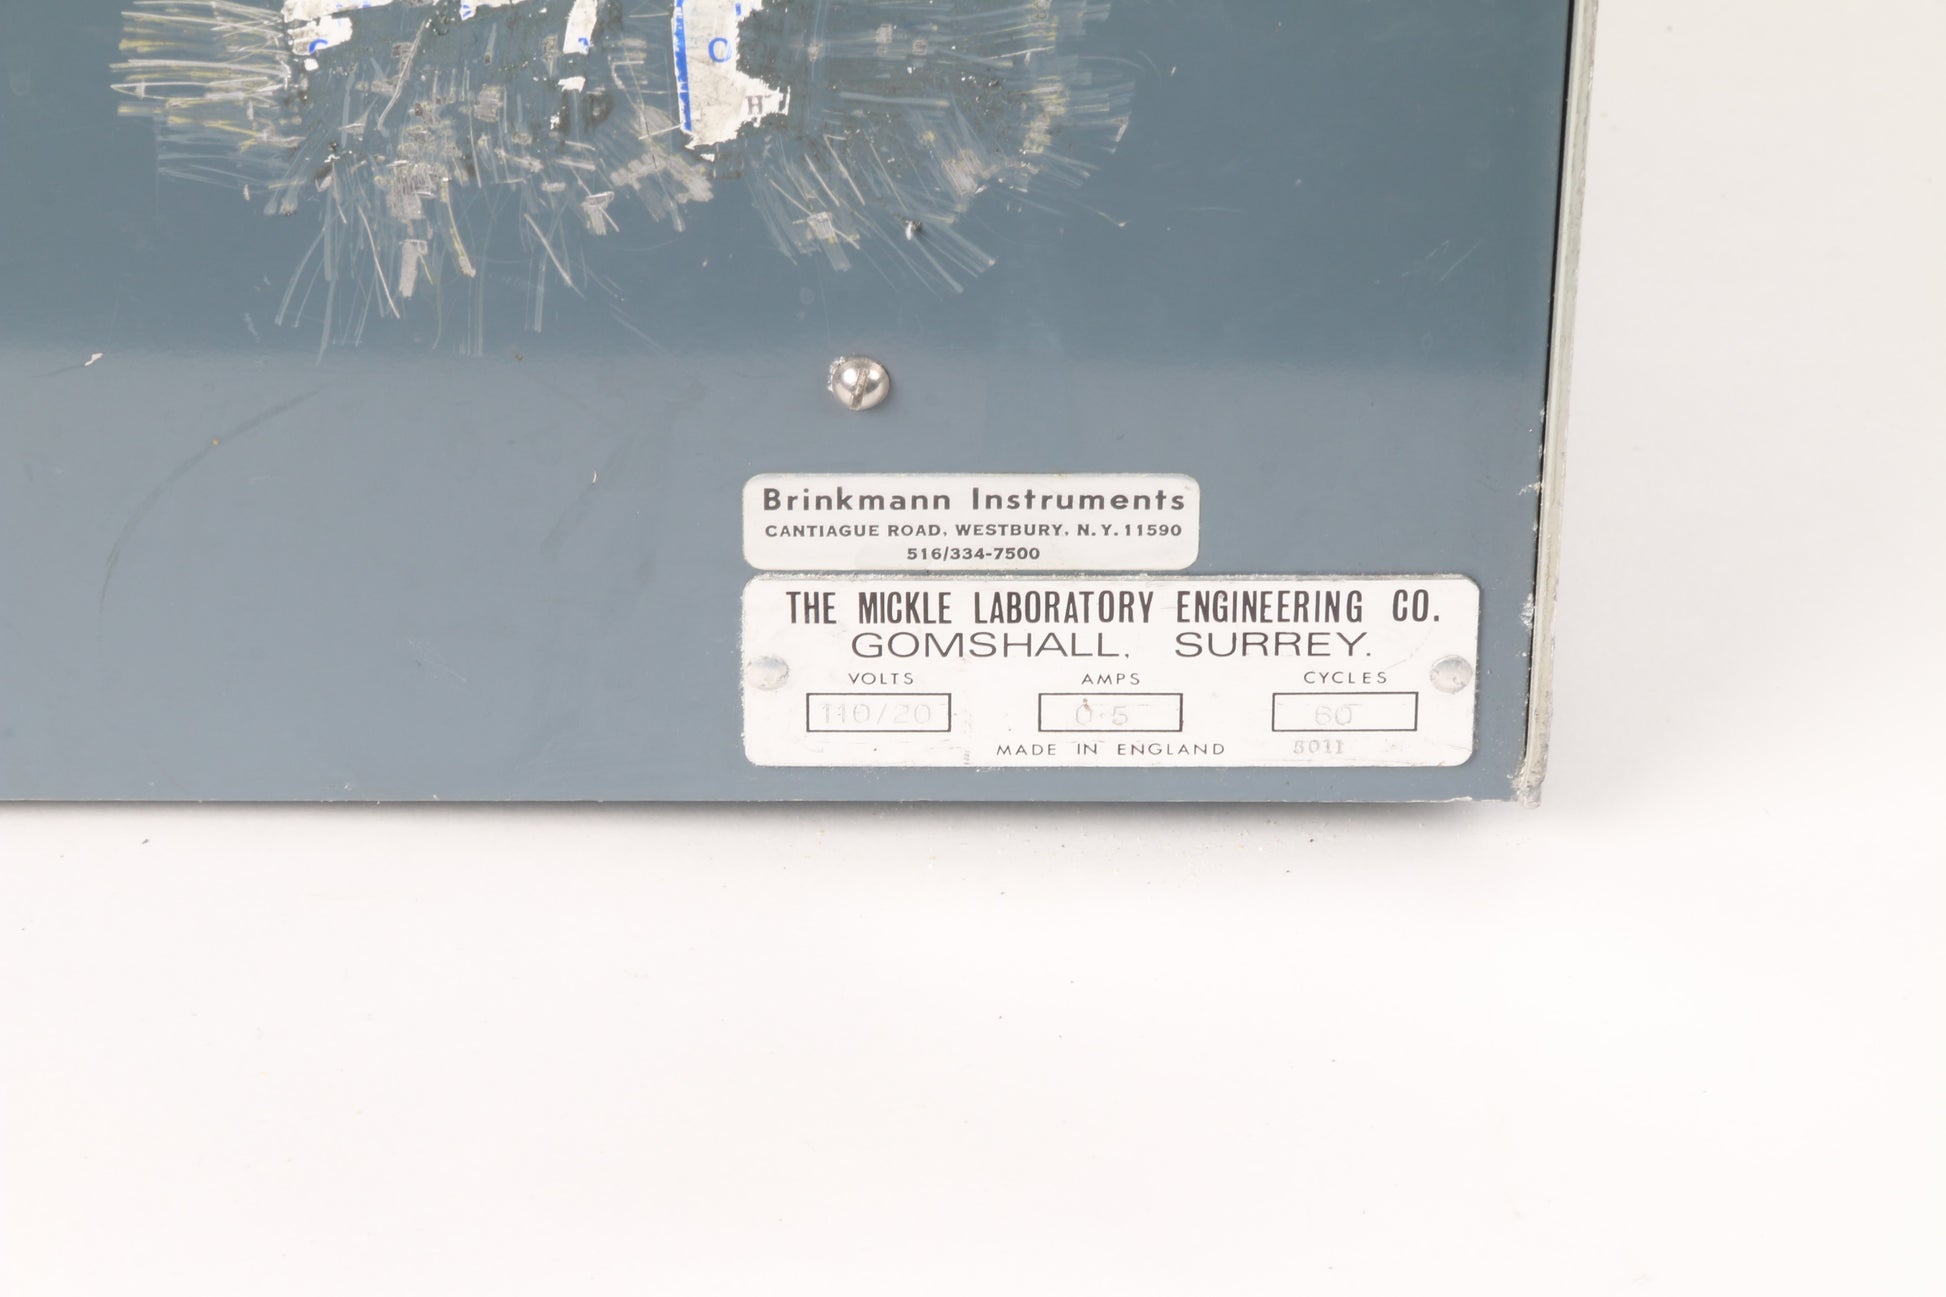 C
O
H
Brinkmann Instruments
CANTIAGUE ROAD, WESTBURY, N.Y. 11590
516/334-7500
THE MICKLE LABORATORY ENGINEERING CO.
GOMSHALL, SURREY.
VOLTS AMPS CYCLES
110/20 0·5 60
MADE IN ENGLAND